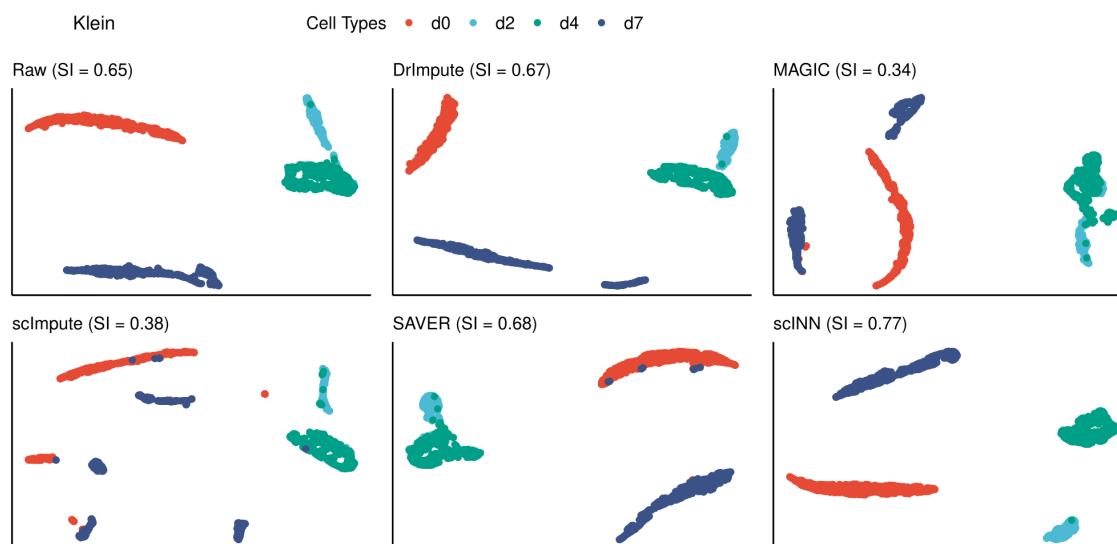 Klein Cell Types d0 d2 d4 d7
Raw (SI = 0.65) DrImpute (SI = 0.67) MAGIC (SI = 0.34)
scImpute (SI = 0.38) SAVER (SI = 0.68) scINN (SI = 0.77)